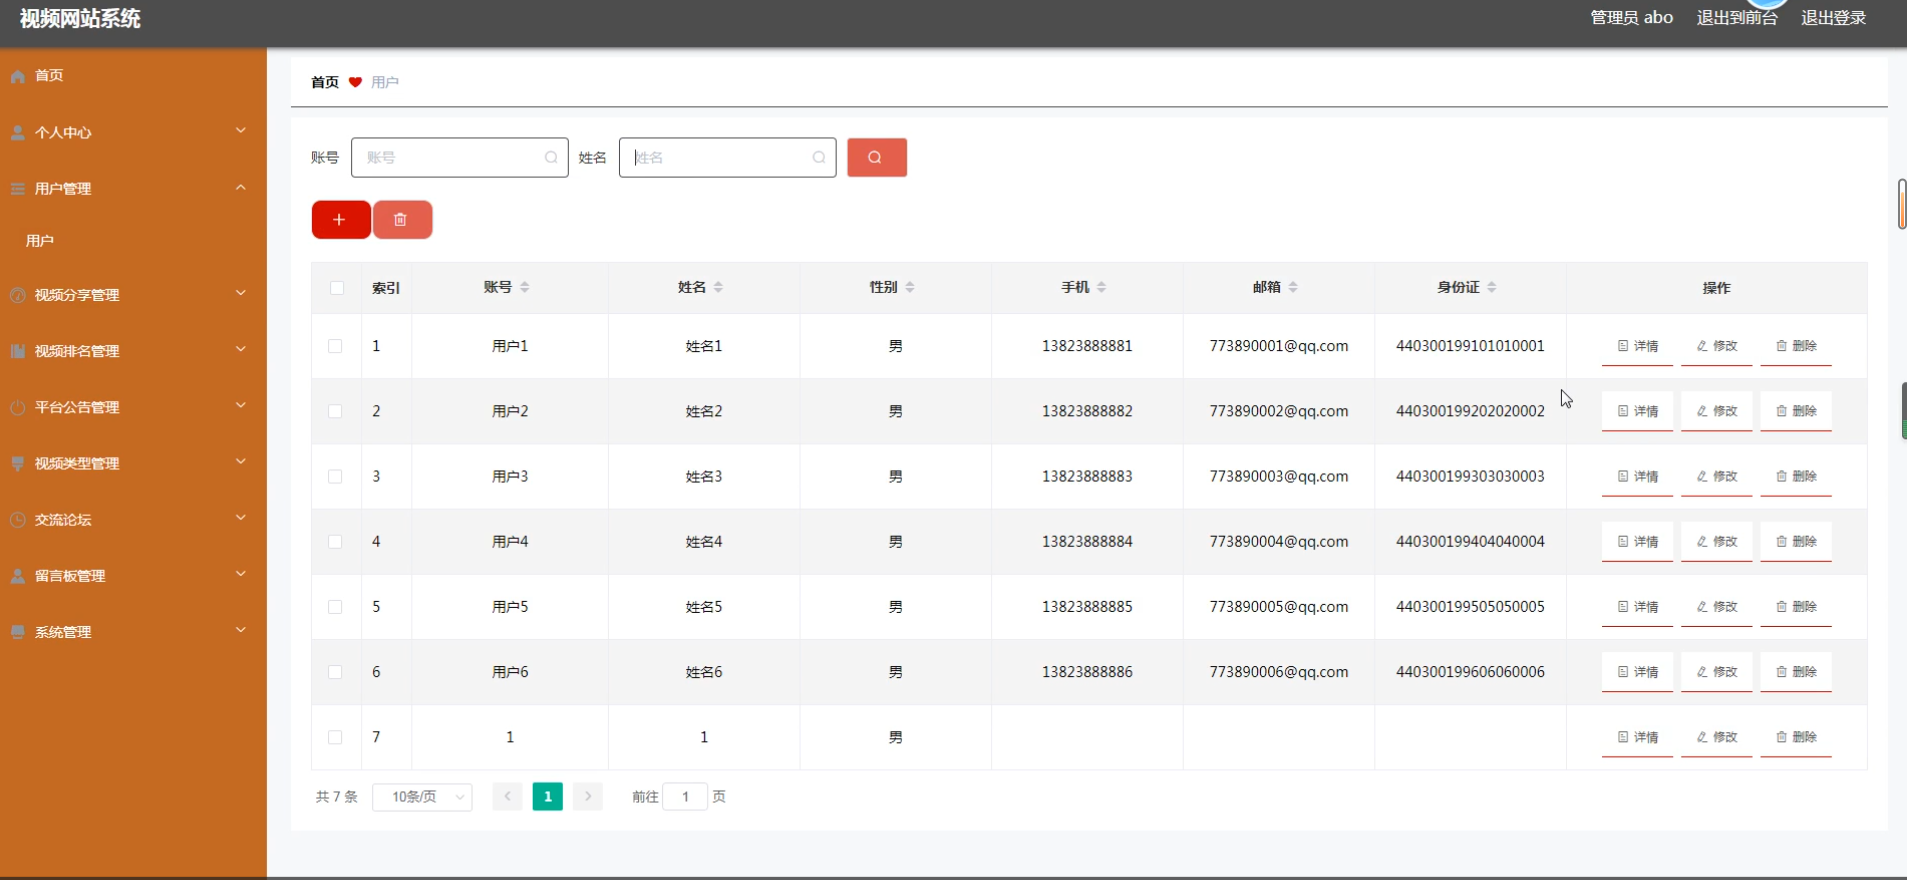 视频网站系统
管理员 abo 退出到前台 退出登录
首页
个人中心
用户管理
用户
视频分享管理
视频排名管理
平台公告管理
视频类型管理
交流论坛
留言板管理
系统管理
首页 用户
账号 账号 姓名 姓名
索引 账号 姓名 性别 手机 邮箱 身份证 操作
1 用户1 姓名1 男 13823888881 773890001@qq.com 440300199101010001 详情 修改 删除
2 用户2 姓名2 男 13823888882 773890002@qq.com 440300199202020002 详情 修改 删除
3 用户3 姓名3 男 13823888883 773890003@qq.com 440300199303030003 详情 修改 删除
4 用户4 姓名4 男 13823888884 773890004@qq.com 440300199404040004 详情 修改 删除
5 用户5 姓名5 男 13823888885 773890005@qq.com 440300199505050005 详情 修改 删除
6 用户6 姓名6 男 13823888886 773890006@qq.com 440300199606060006 详情 修改 删除
7 1 1 男 详情 修改 删除
共 7 条 10条/页 1 前往 1 页